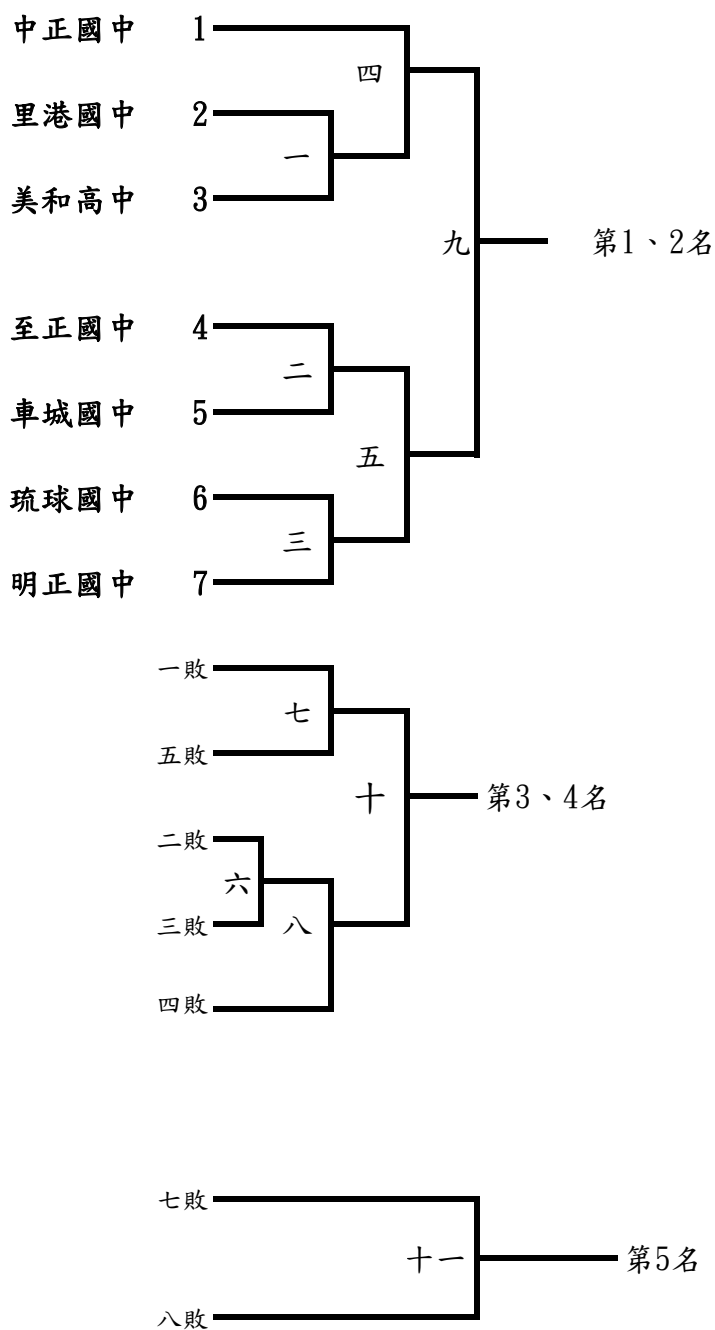 中正國中 1
四
里港國中 2
一
美和高中 3
九 第1、2名
至正國中 4
二
車城國中 5
五
琉球國中 6
三
明正國中 7
一敗
七
五敗
十 第3、4名
二敗
六
三敗 八
四敗
七敗
十一 第5名
八敗